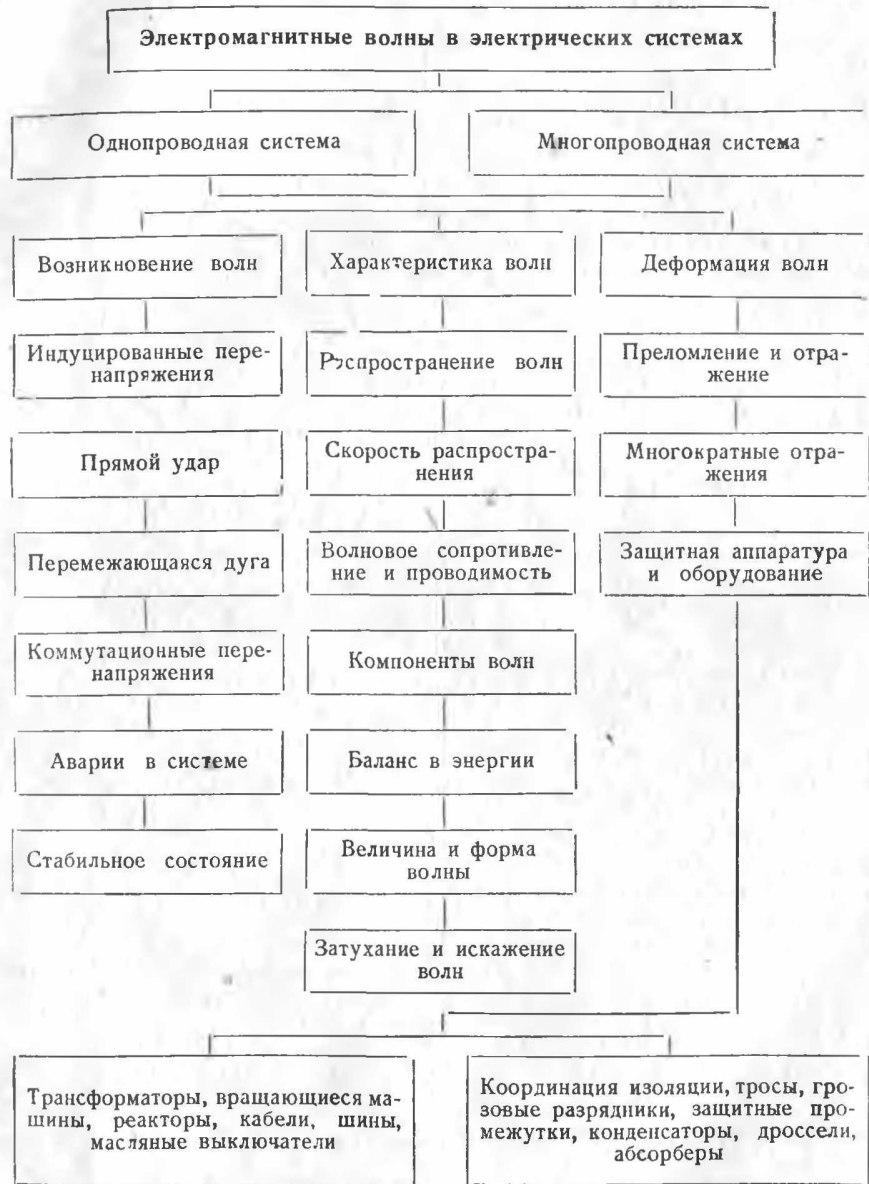 Электромагнитные волны в электрических системах
Однопроводная система
Многопроводная система
Возникновение волн
Характеристика волн
Деформация волн
Индуцированные пере-
напряжения
Распространение волн
Преломление и отра-
жение
Прямой удар
Скорость распростра-
нения
Многократные отра-
жения
Перемежающаяся дуга
Волновое сопротивле-
ние и проводимость
Защитная аппаратура
и оборудование
Коммутационные пере-
напряжения
Компоненты волн
Аварии в системе
Баланс в энергии
Стабильное состояние
Величина и форма
волны
Затухание и искажение
волн
Трансформаторы, вращающиеся ма-
шины, реакторы, кабели, шины,
масляные выключатели
Координация изоляции, тросы, гро-
зовые разрядники, защитные про-
межутки, конденсаторы, дроссели,
абсорберы